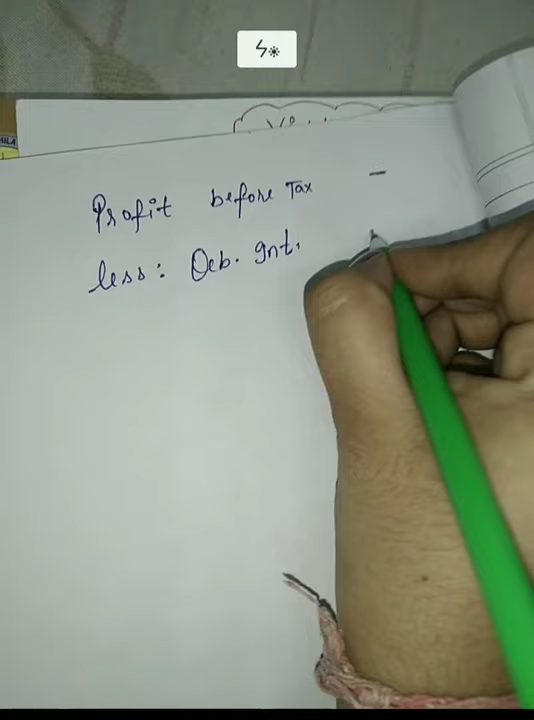 Profit before Tax -
less: Deb. Int.